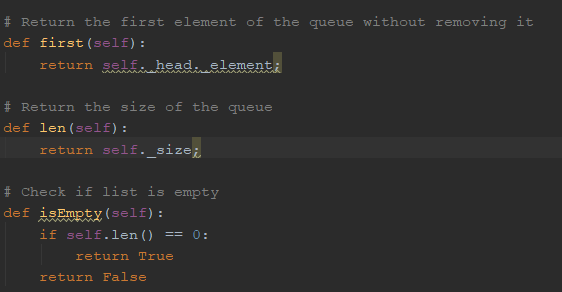 # Return the first element of the queue without removing it
def first(self):
    return self._head._element;
# Return the size of the queue
def len(self):
    return self._size;
# Check if list is empty
def isEmpty(self):
    if self.len() == 0:
        return True
    return False